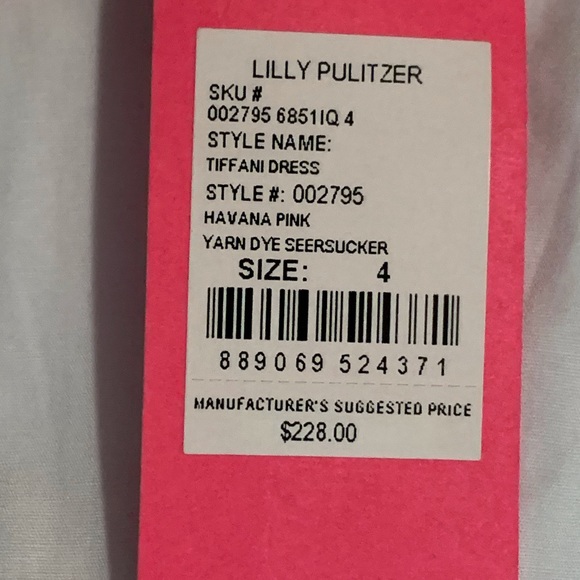 LILLY PULITZER
SKU #
002795 6851IQ 4
STYLE NAME:
TIFFANI DRESS
STYLE #: 002795
HAVANA PINK
YARN DYE SEERSUCKER
SIZE: 4
889069 524371
MANUFACTURER'S SUGGESTED PRICE
$228.00